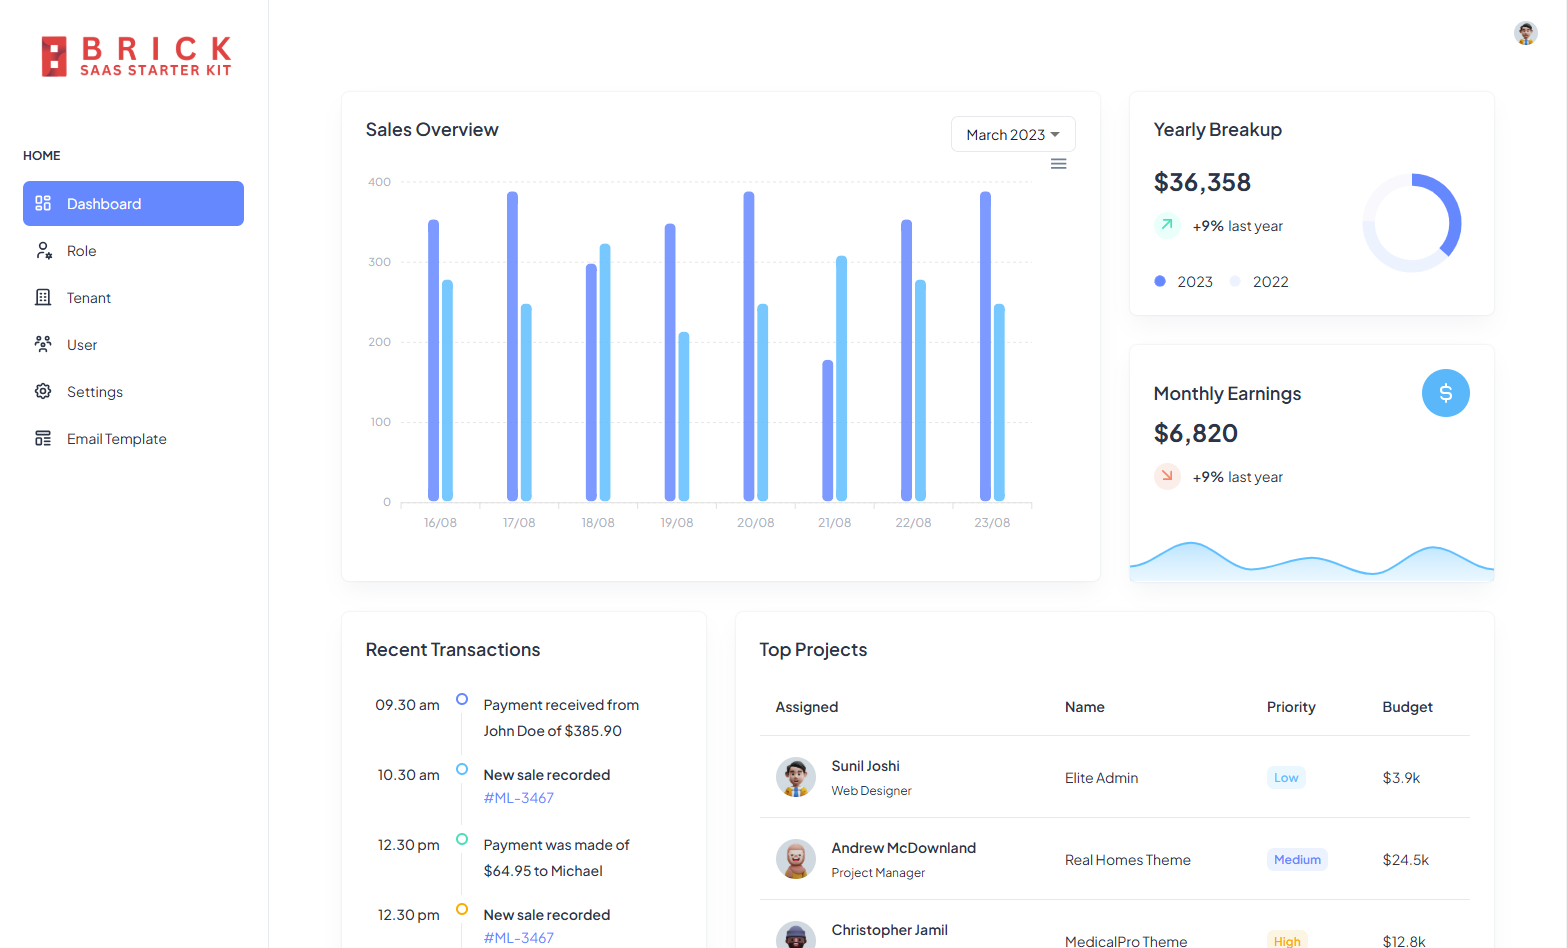 BRICK
SAAS STARTER KIT
HOME
Dashboard
Role
Tenant
User
Settings
Email Template
Sales Overview
March 2023
400
300
200
100
0
16/08 17/08 18/08 19/08 20/08 21/08 22/08 23/08
Yearly Breakup
$36,358
+9% last year
2023 2022
Monthly Earnings
$
$6,820
+9% last year
Recent Transactions
09.30 am Payment received from
John Doe of $385.90
10.30 am New sale recorded
#ML-3467
12.30 pm Payment was made of
$64.95 to Michael
12.30 pm New sale recorded
#ML-3467
Top Projects
Assigned Name Priority Budget
Sunil Joshi
Web Designer
Elite Admin Low $3.9k
Andrew McDownland
Project Manager
Real Homes Theme Medium $24.5k
Christopher Jamil
MedicalPro Theme High $12.8k